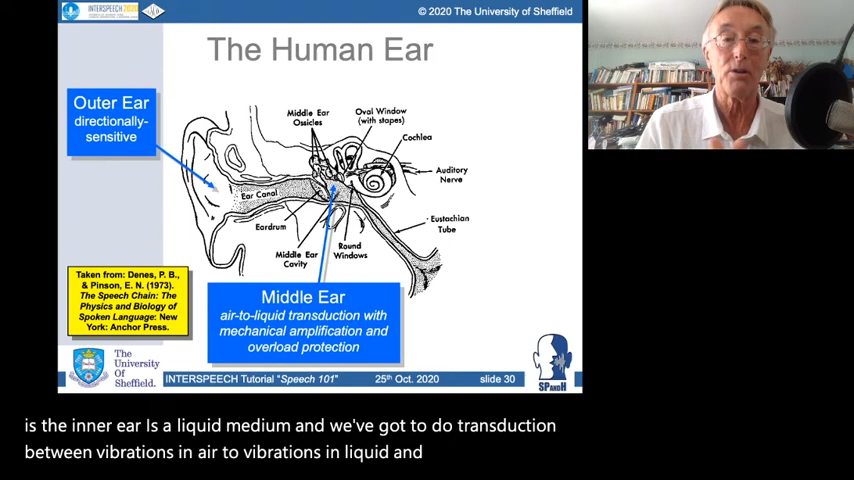 INTERSPEECH 2020
© 2020 The University of Sheffield
The Human Ear
Outer Ear
directionally-
sensitive
Middle Ear
Ossicles
Oval Window
(with stapes)
Cochlea
Auditory
Nerve
Ear Canal
Eardrum
Eustachian
Tube
Middle Ear
Cavity
Round
Windows
Taken from: Denes, P. B.,
& Pinson, E. N. (1973).
The Speech Chain: The
Physics and Biology of
Spoken Language: New
York: Anchor Press.
Middle Ear
air-to-liquid transduction with
mechanical amplification and
overload protection
The
University
Of
Sheffield.
SPandH
INTERSPEECH Tutorial "Speech 101"
25th Oct. 2020
slide 30
is the inner ear Is a liquid medium and we've got to do transduction
between vibrations in air to vibrations in liquid and